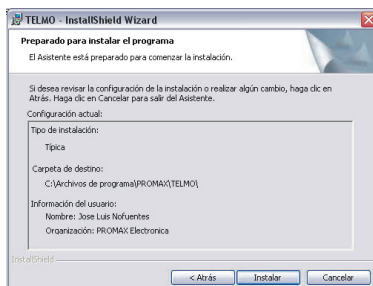 TELMO - InstallShield Wizard
Preparado para instalar el programa
El Asistente está preparado para comenzar la instalación.
Si desea revisar la configuración de la instalación o realizar algún cambio, haga clic en
Atrás. Haga clic en Cancelar para salir del Asistente.
Configuración actual:
Tipo de instalación:
Típica
Carpeta de destino:
C:\Archivos de programa\PROMAX\TELMO\
Información del usuario:
Nombre: Jose Luis Nofuentes
Organización: PROMAX Electronica
InstallShield
< Atrás Instalar Cancelar